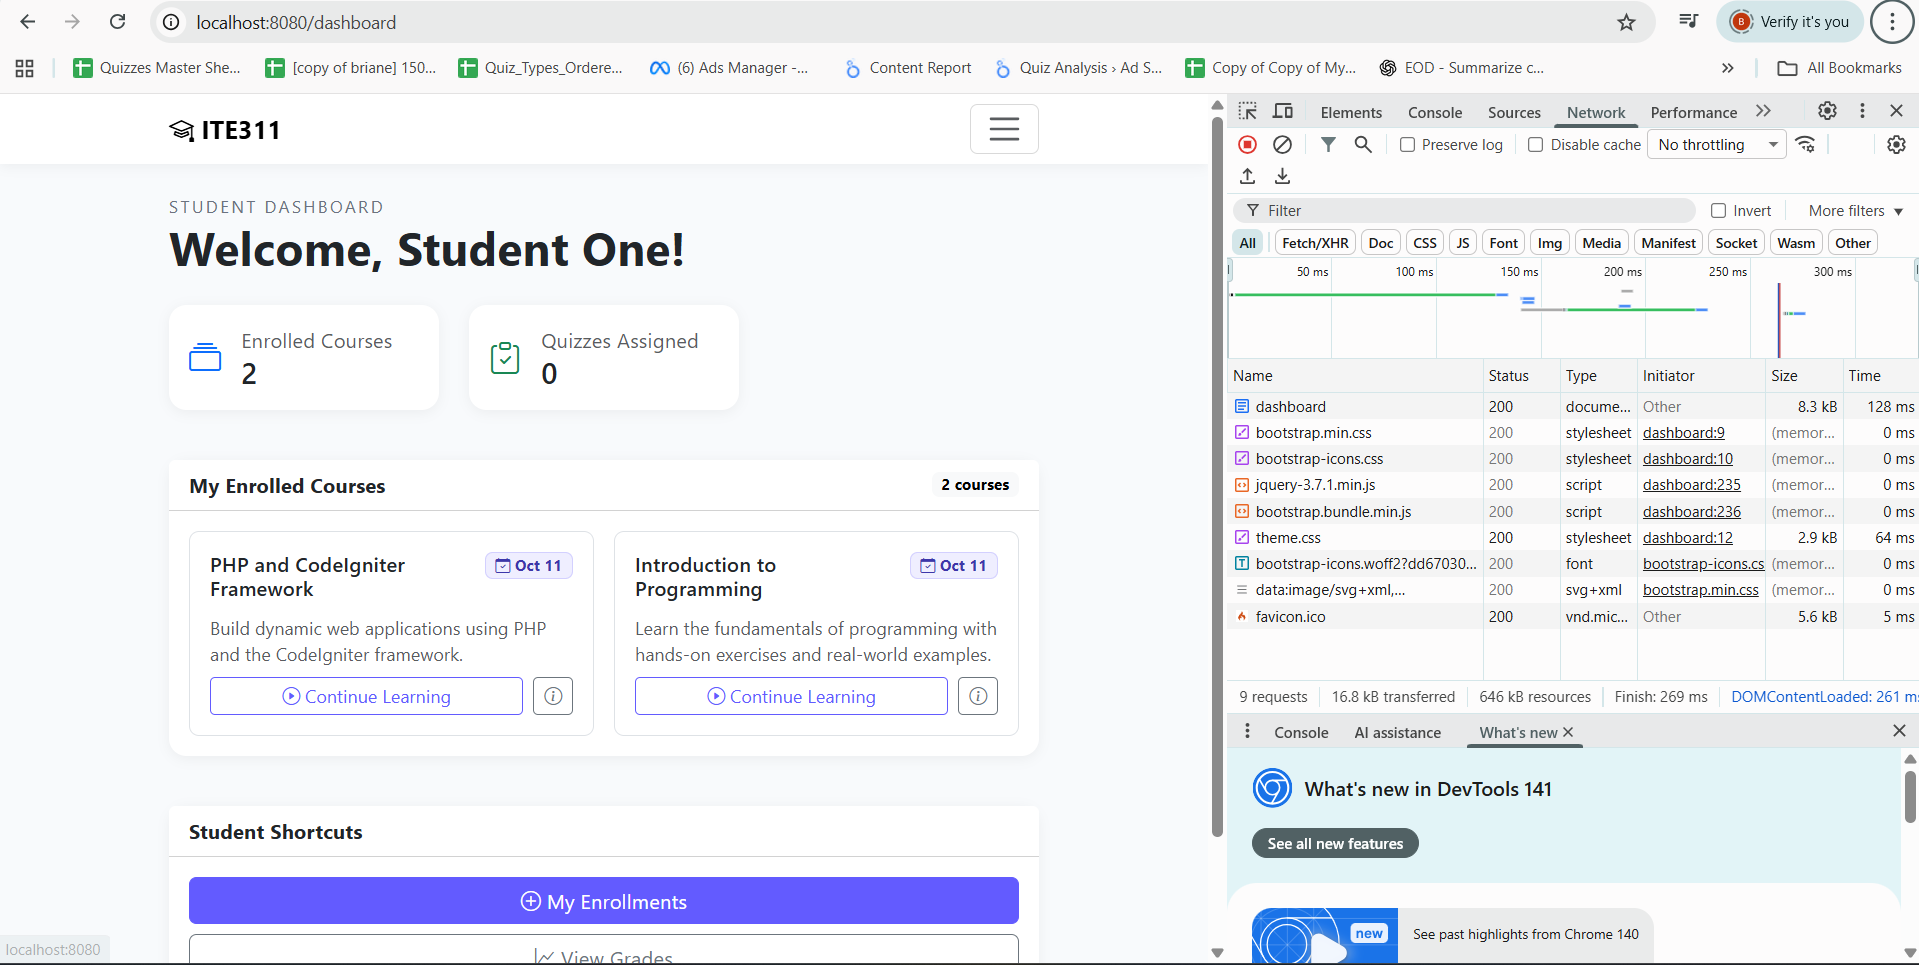 localhost:8080/dashboard
Verify it's you
Quizzes Master She...
[copy of briane] 150...
Quiz_Types_Ordere...
(6) Ads Manager -...
Content Report
Quiz Analysis › Ad S...
Copy of Copy of My...
EOD - Summarize c...
All Bookmarks
ITE311
STUDENT DASHBOARD
Welcome, Student One!
Enrolled Courses
2
Quizzes Assigned
0
My Enrolled Courses
2 courses
PHP and CodeIgniter
Framework
Oct 11
Build dynamic web applications using PHP
and the CodeIgniter framework.
Continue Learning
Introduction to
Programming
Oct 11
Learn the fundamentals of programming with
hands-on exercises and real-world examples.
Continue Learning
Student Shortcuts
My Enrollments
View Grades
localhost:8080
Elements Console Sources Network Performance
Preserve log Disable cache No throttling
Filter Invert More filters
All Fetch/XHR Doc CSS JS Font Img Media Manifest Socket Wasm Other
50 ms 100 ms 150 ms 200 ms 250 ms 300 ms
Name Status Type Initiator Size Time
dashboard 200 docume... Other 8.3 kB 128 ms
bootstrap.min.css 200 stylesheet dashboard:9 (memor... 0 ms
bootstrap-icons.css 200 stylesheet dashboard:10 (memor... 0 ms
jquery-3.7.1.min.js 200 script dashboard:235 (memor... 0 ms
bootstrap.bundle.min.js 200 script dashboard:236 (memor... 0 ms
theme.css 200 stylesheet dashboard:12 2.9 kB 64 ms
bootstrap-icons.woff2?dd67030... 200 font bootstrap-icons.cs (memor... 0 ms
data:image/svg+xml,... 200 svg+xml bootstrap.min.css (memor... 0 ms
favicon.ico 200 vnd.mic... Other 5.6 kB 5 ms
9 requests 16.8 kB transferred 646 kB resources Finish: 269 ms DOMContentLoaded: 261 ms
Console AI assistance What's new
What's new in DevTools 141
See all new features
new
See past highlights from Chrome 140